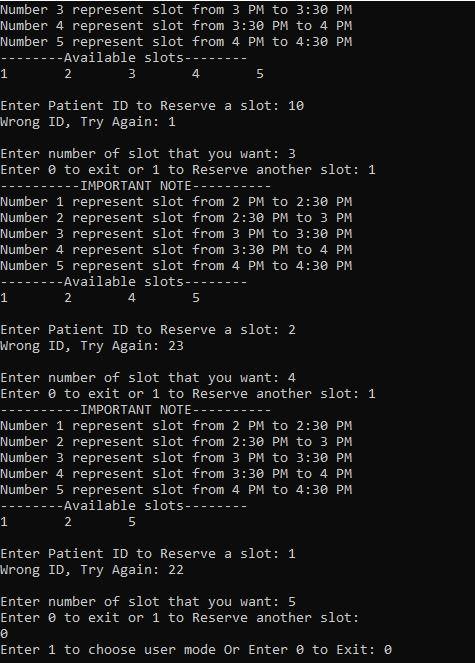 Number 3 represent slot from 3 PM to 3:30 PM
Number 4 represent slot from 3:30 PM to 4 PM
Number 5 represent slot from 4 PM to 4:30 PM
--------Available slots--------
1       2       3       4       5

Enter Patient ID to Reserve a slot: 10
Wrong ID, Try Again: 1

Enter number of slot that you want: 3
Enter 0 to exit or 1 to Reserve another slot: 1
----------IMPORTANT NOTE----------
Number 1 represent slot from 2 PM to 2:30 PM
Number 2 represent slot from 2:30 PM to 3 PM
Number 3 represent slot from 3 PM to 3:30 PM
Number 4 represent slot from 3:30 PM to 4 PM
Number 5 represent slot from 4 PM to 4:30 PM
--------Available slots--------
1       2       4       5

Enter Patient ID to Reserve a slot: 2
Wrong ID, Try Again: 23

Enter number of slot that you want: 4
Enter 0 to exit or 1 to Reserve another slot: 1
----------IMPORTANT NOTE----------
Number 1 represent slot from 2 PM to 2:30 PM
Number 2 represent slot from 2:30 PM to 3 PM
Number 3 represent slot from 3 PM to 3:30 PM
Number 4 represent slot from 3:30 PM to 4 PM
Number 5 represent slot from 4 PM to 4:30 PM
--------Available slots--------
1       2       5

Enter Patient ID to Reserve a slot: 1
Wrong ID, Try Again: 22

Enter number of slot that you want: 5
Enter 0 to exit or 1 to Reserve another slot:
0
Enter 1 to choose user mode Or Enter 0 to Exit: 0